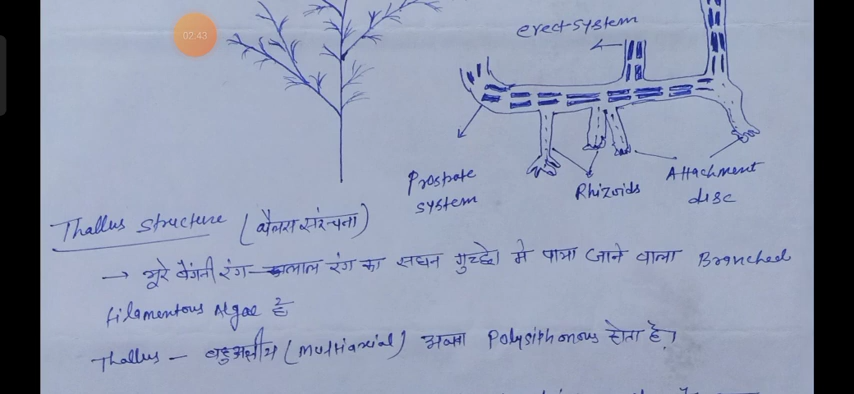 02:43
erect-system
Prostate
system
Rhizoids
Attachment
disc
Thallus structure (थैलस संरचना)
→ भूरे बैंगनी रंग लाल रंग का सघन गुच्छो मे पाया जाने वाला Branched
filamentous Algae है
Thallus - बहुअक्षीय (Multiaxial) अथवा Polysiphonous होता है।